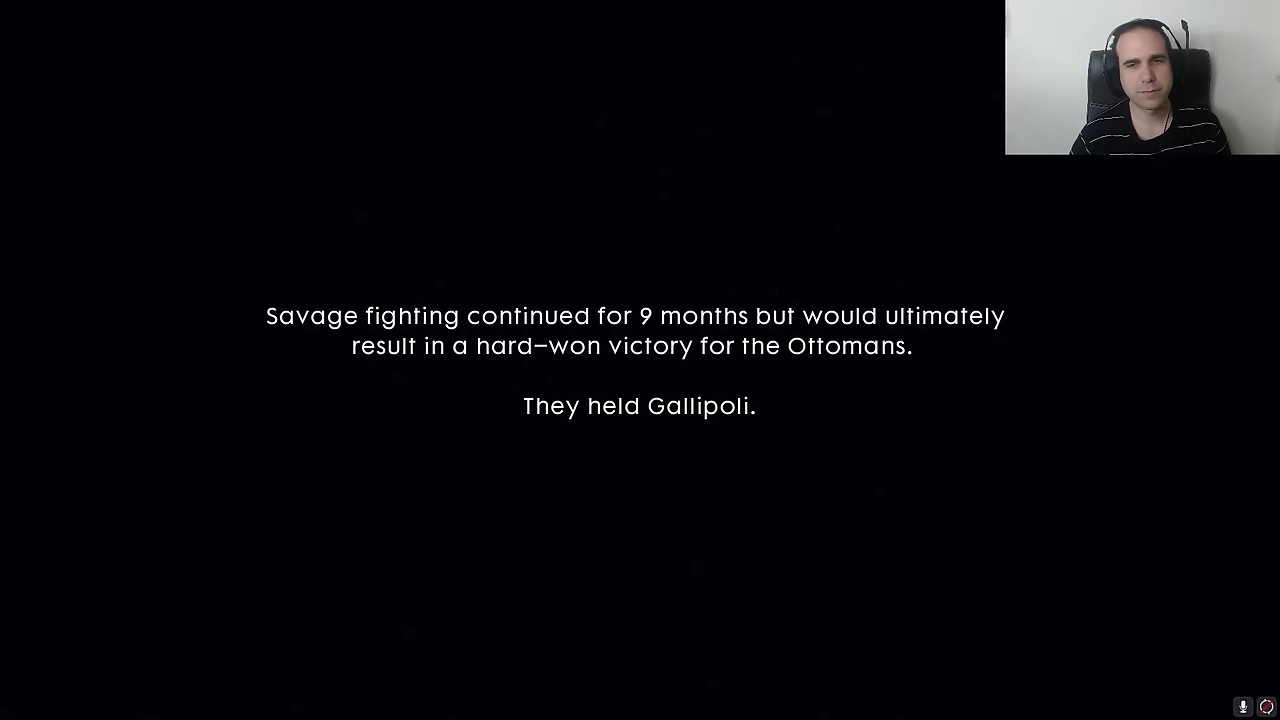 Savage fighting continued for 9 months but would ultimately
result in a hard–won victory for the Ottomans.
They held Gallipoli.